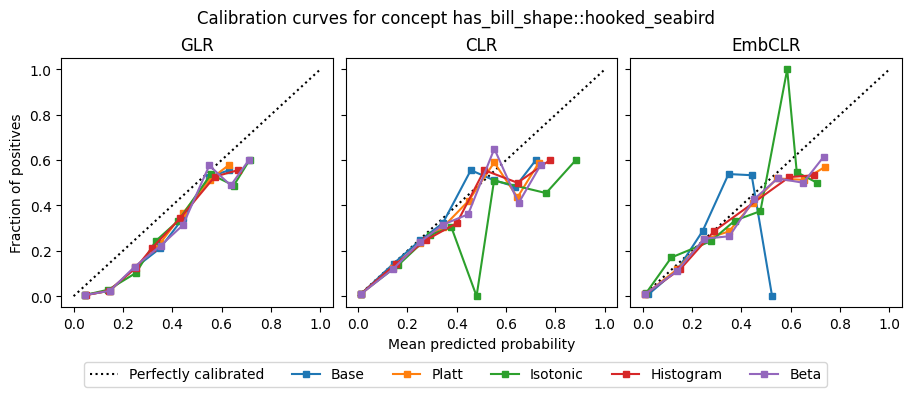 Calibration curves for concept has_bill_shape::hooked_seabird
GLR
CLR
EmbCLR
Fraction of positives
1.0
0.8
0.6
0.4
0.2
0.0
0.0 0.2 0.4 0.6 0.8 1.0
0.0 0.2 0.4 0.6 0.8 1.0
0.0 0.2 0.4 0.6 0.8 1.0
Mean predicted probability
Perfectly calibrated Base Platt Isotonic Histogram Beta